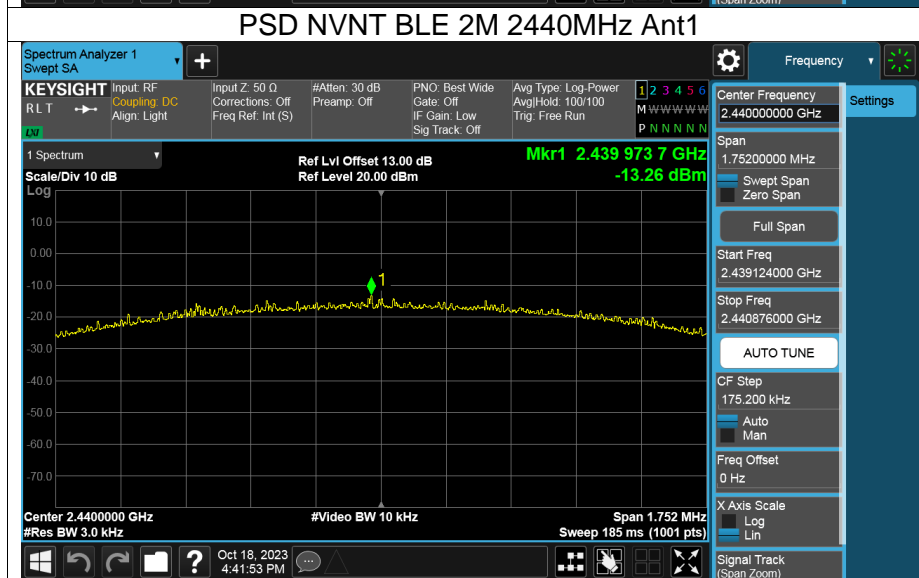 (Span Zoom)
PSD NVNT BLE 2M 2440MHz Ant1
Spectrum Analyzer 1
Swept SA
+
Frequency
KEYSIGHT
RLT
LXI
Input: RF
Coupling: DC
Align: Light
Input Z: 50 Ω
Corrections: Off
Freq Ref: Int (S)
#Atten: 30 dB
Preamp: Off
PNO: Best Wide
Gate: Off
IF Gain: Low
Sig Track: Off
Avg Type: Log-Power
Avg|Hold: 100/100
Trig: Free Run
1 2 3 4 5 6
M W W W W W
P N N N N N
1 Spectrum
Scale/Div 10 dB
Log
Ref Lvl Offset 13.00 dB
Ref Level 20.00 dBm
Mkr1 2.439 973 7 GHz
-13.26 dBm
10.0
0.00
-10.0
-20.0
-30.0
-40.0
-50.0
-60.0
-70.0
1
Center 2.4400000 GHz
#Res BW 3.0 kHz
#Video BW 10 kHz
Span 1.752 MHz
Sweep 185 ms (1001 pts)
Center Frequency
2.440000000 GHz
Settings
Span
1.75200000 MHz
Swept Span
Zero Span
Full Span
Start Freq
2.439124000 GHz
Stop Freq
2.440876000 GHz
AUTO TUNE
CF Step
175.200 kHz
Auto
Man
Freq Offset
0 Hz
X Axis Scale
Log
Lin
Signal Track
(Span Zoom)
?
Oct 18, 2023
4:41:53 PM